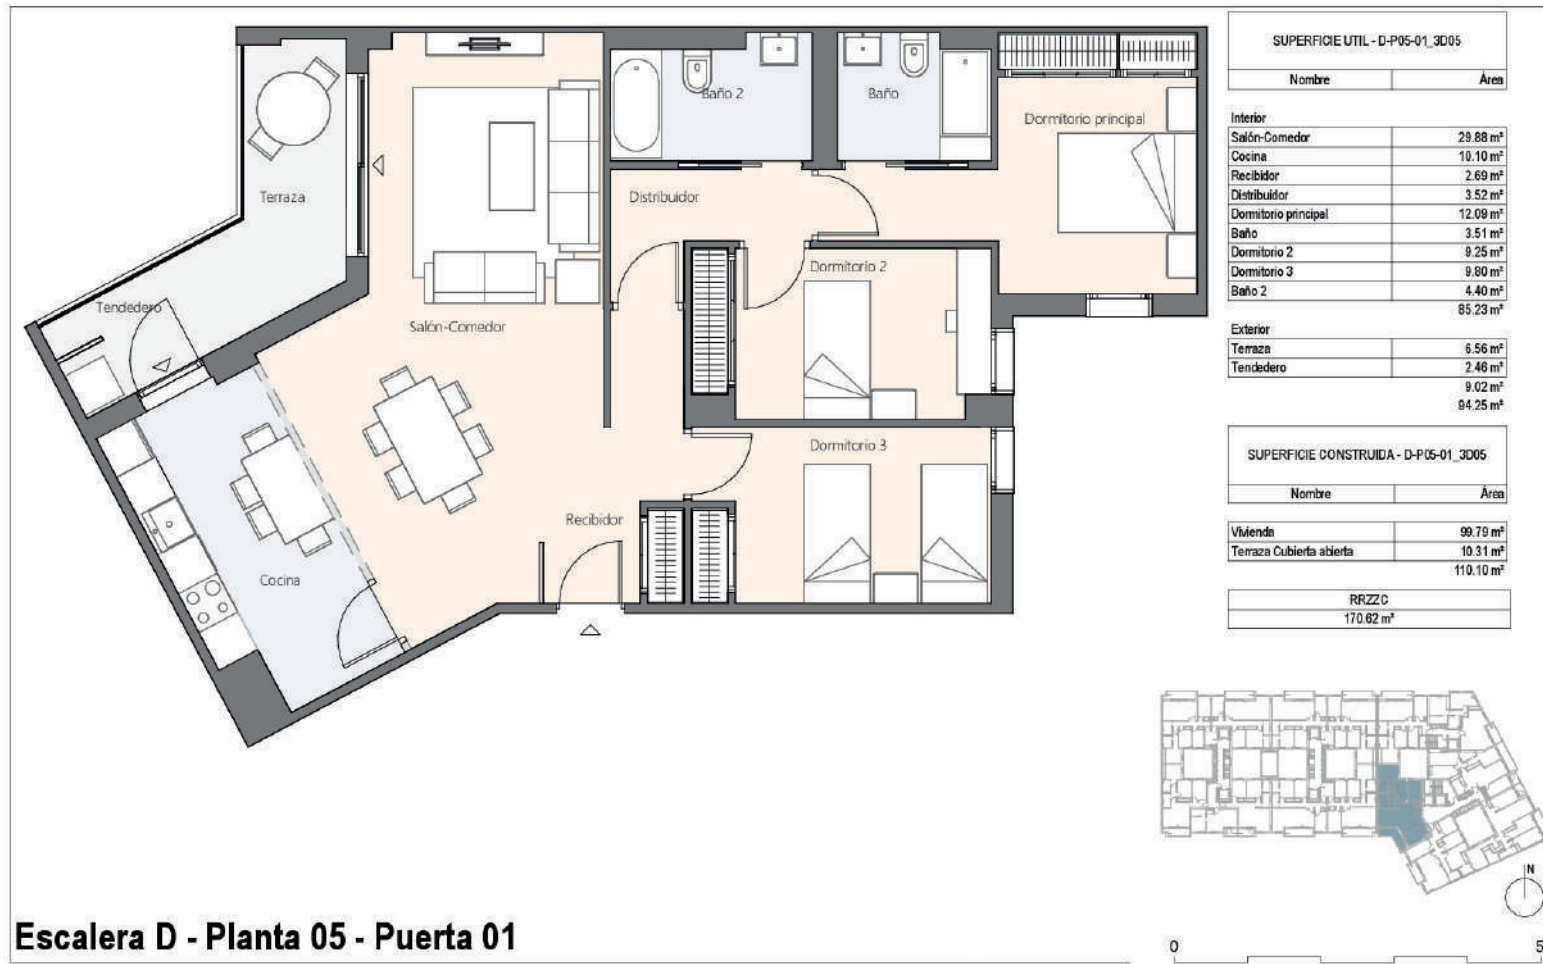 Baño 2
Baño
Dormitorio principal
Terraza
Distribuidor
Tendedero
Salón-Comedor
Dormitorio 2
Dormitorio 3
Recibidor
Cocina
SUPERFICIE UTIL - D-P05-01_3D05
Nombre Área
Interior
Salón-Comedor 29.88 m²
Cocina 10.10 m²
Recibidor 2.69 m²
Distribuidor 3.52 m²
Dormitorio principal 12.09 m²
Baño 3.51 m²
Dormitorio 2 9.25 m²
Dormitorio 3 9.80 m²
Baño 2 4.40 m²
85.23 m²
Exterior
Terraza 6.56 m²
Tendedero 2.46 m²
9.02 m²
94.25 m²
SUPERFICIE CONSTRUIDA - D-P05-01_3D05
Nombre Área
Vivienda 99.79 m²
Terraza Cubierta abierta 10.31 m²
110.10 m²
RRZZC
170.62 m²
N
Escalera D - Planta 05 - Puerta 01
0 5